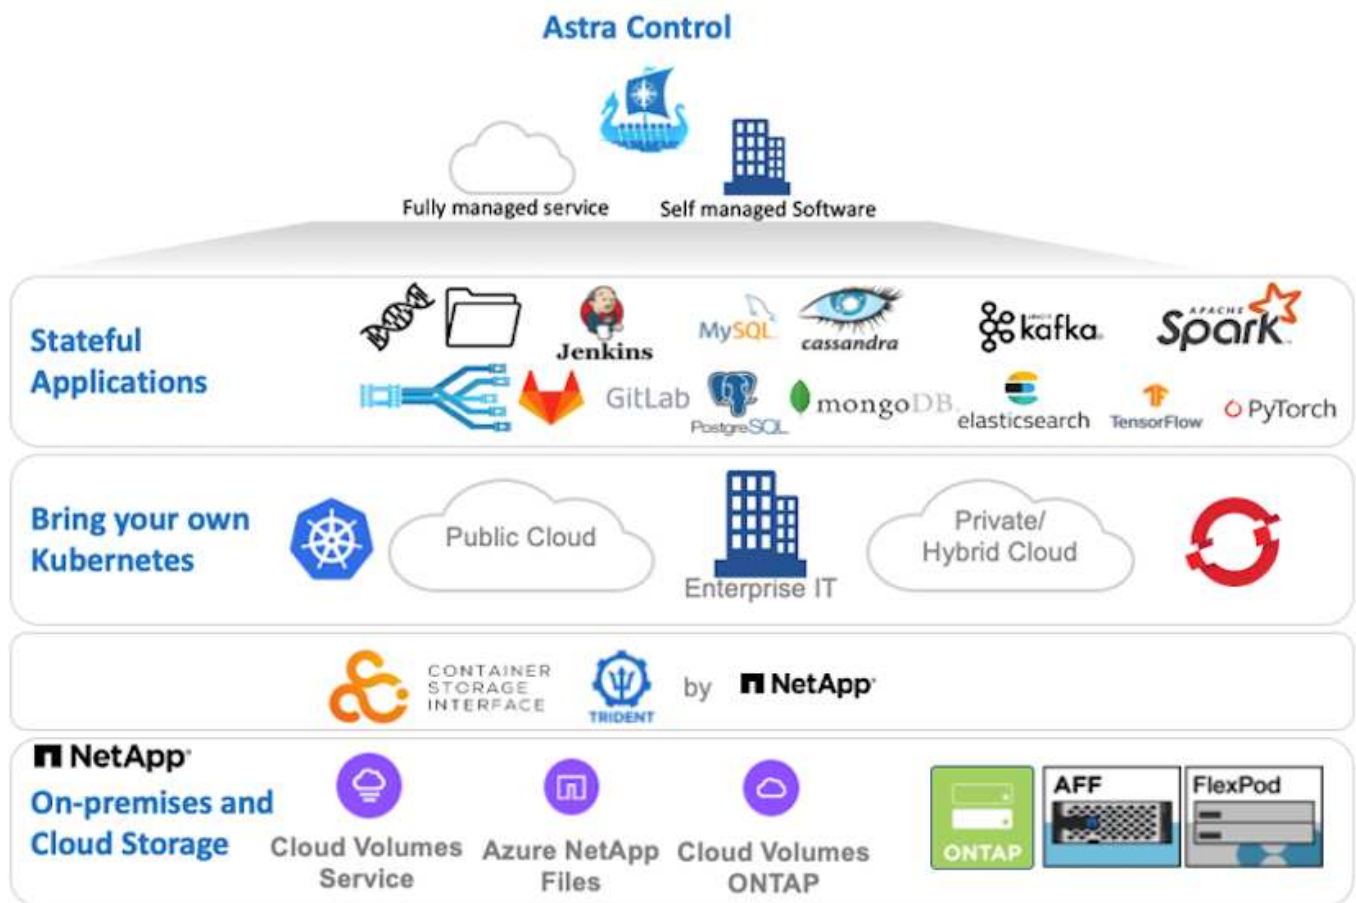 Astra Control
Fully managed service
Self managed Software
Stateful
Applications
Jenkins
MySQL
cassandra
kafka
APACHE
Spark
GitLab
PostgreSQL
mongoDB
elasticsearch
TensorFlow
PyTorch
Bring your own
Kubernetes
Public Cloud
Enterprise IT
Private/
Hybrid Cloud
CONTAINER
STORAGE
INTERFACE
TRIDENT
by
NetApp
NetApp
On-premises and
Cloud Storage
Cloud Volumes
Service
Azure NetApp
Files
Cloud Volumes
ONTAP
ONTAP
AFF
FlexPod